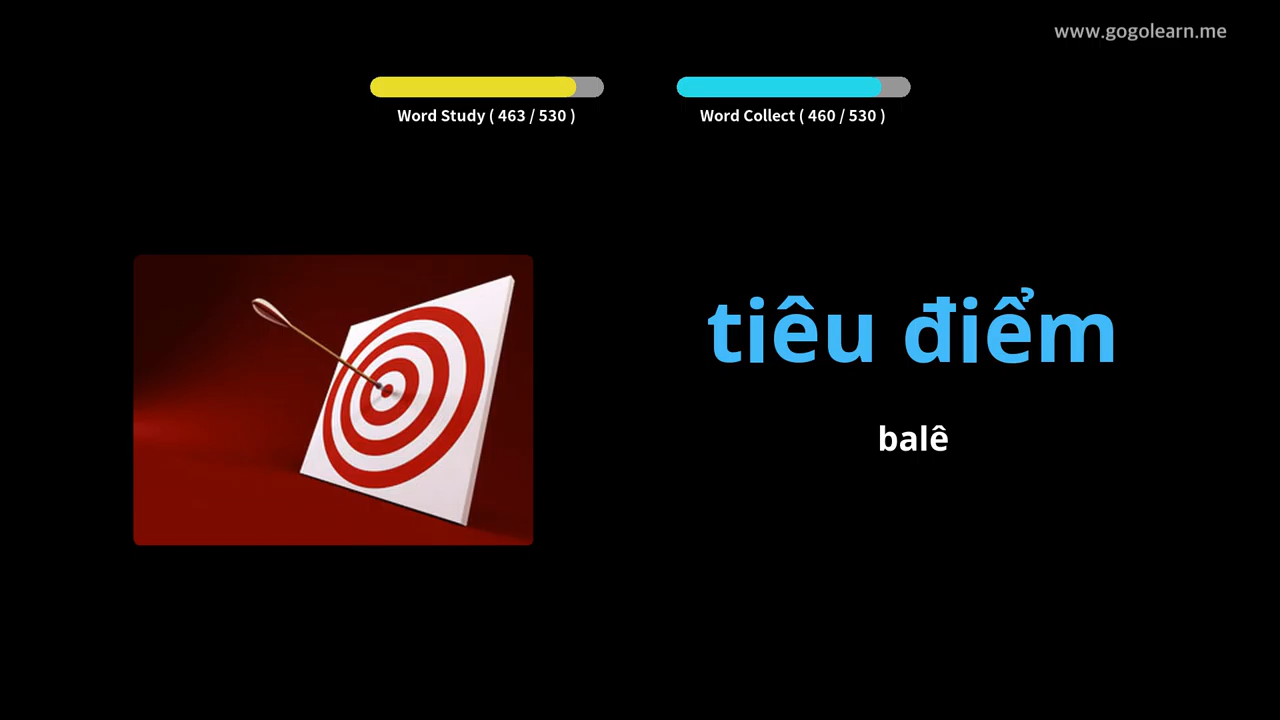 www.gogolearn.me
Word Study ( 463 / 530 )
Word Collect ( 460 / 530 )
tiêu điểm
balê